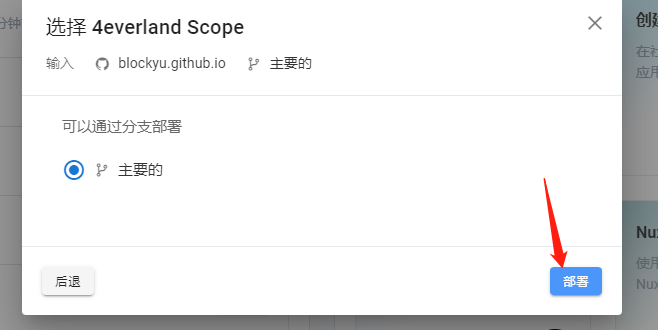 分钟
选择 4everland Scope
创建
输入 blockyu.github.io 主要的
在社
应用
可以通过分支部署
主要的
Nux
使用
Nux
后退 部署